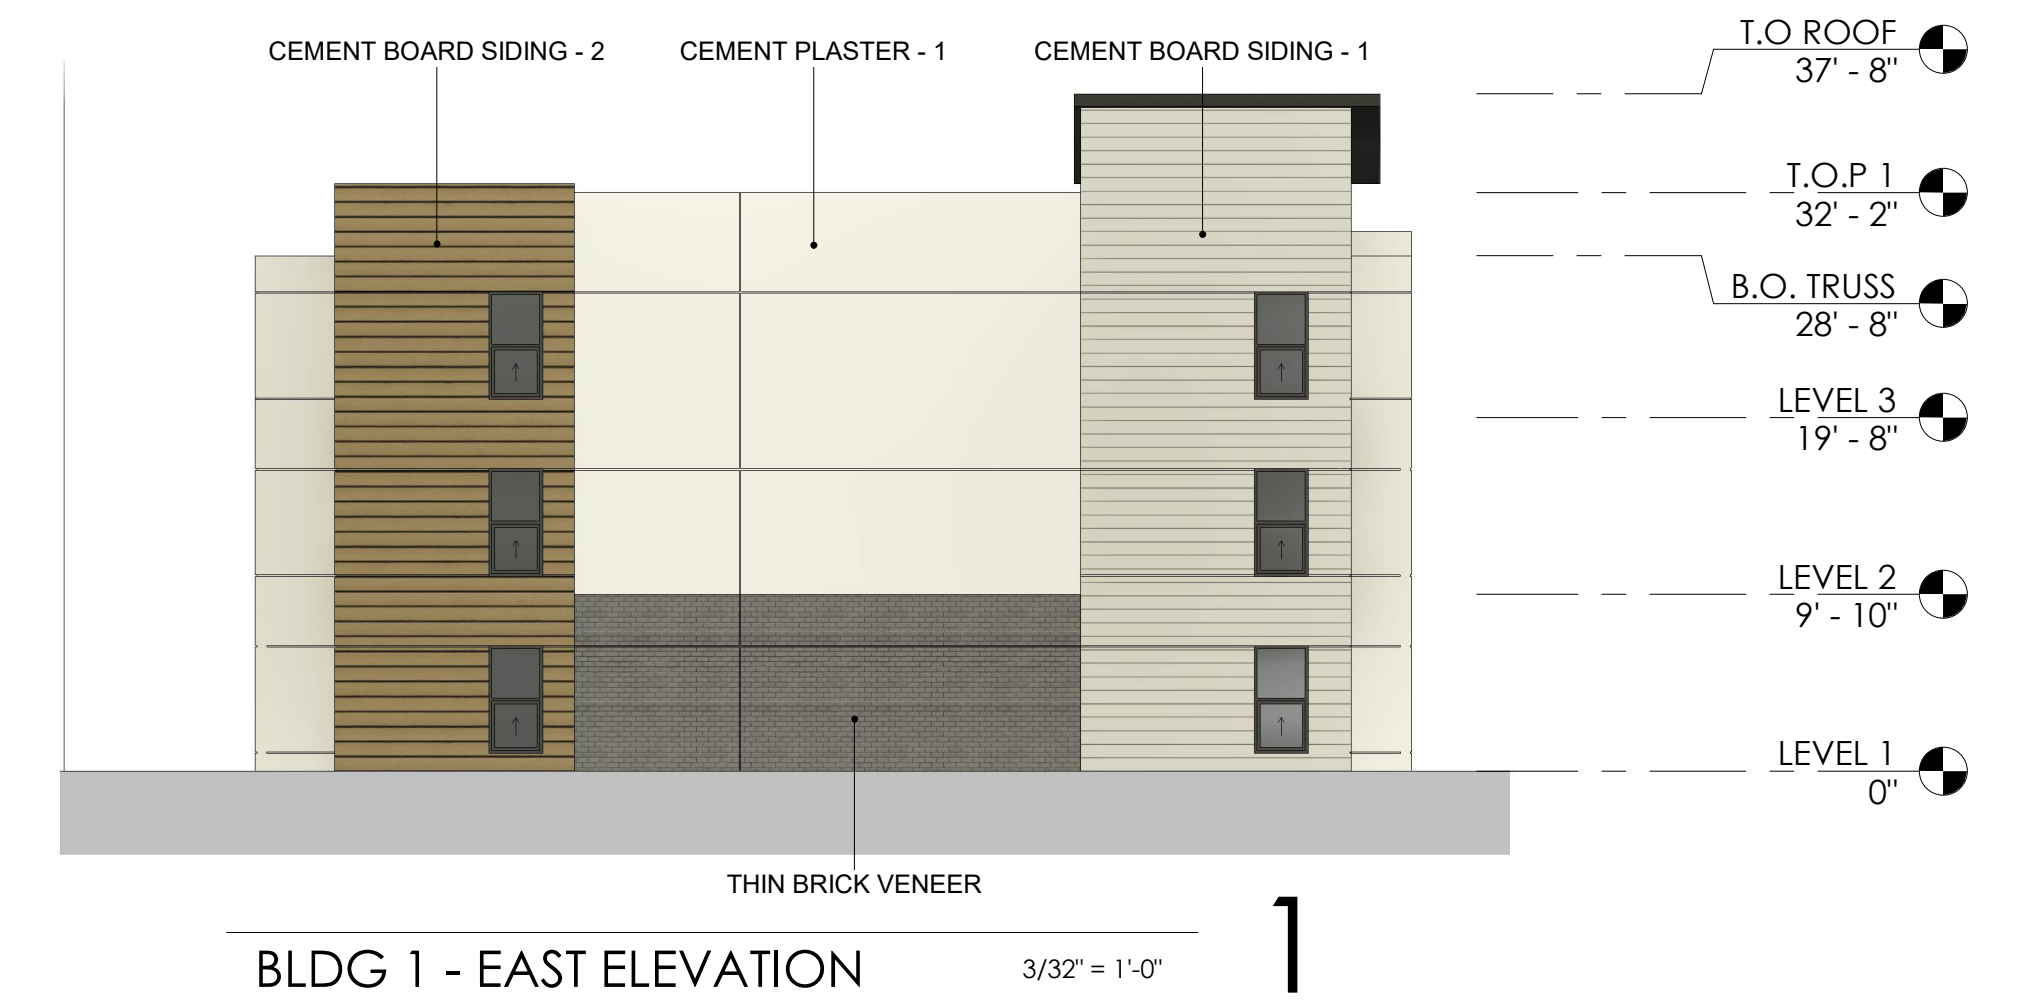 CEMENT BOARD SIDING - 2
CEMENT PLASTER - 1
CEMENT BOARD SIDING - 1
T.O ROOF
37' - 8"
T.O.P 1
32' - 2"
B.O. TRUSS
28' - 8"
LEVEL 3
19' - 8"
LEVEL 2
9' - 10"
LEVEL 1
0"
THIN BRICK VENEER
BLDG 1 - EAST ELEVATION
3/32" = 1'-0"
1